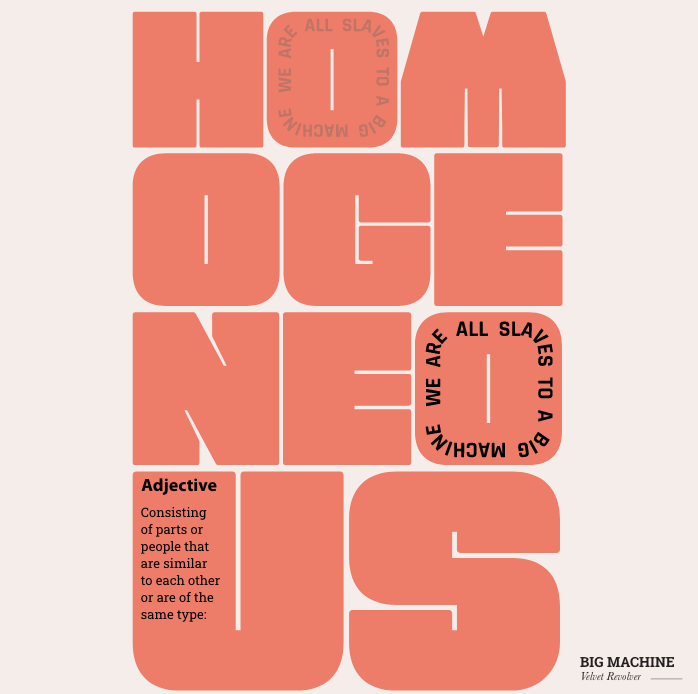 HOM
WE ARE ALL SLAVES TO A BIG MACHINE
OGE
NEO
WE ARE ALL SLAVES TO A BIG MACHINE
US
Adjective
Consisting
of parts or
people that
are similar
to each other
or are of the
same type:
BIG MACHINE
Velvet Revolver